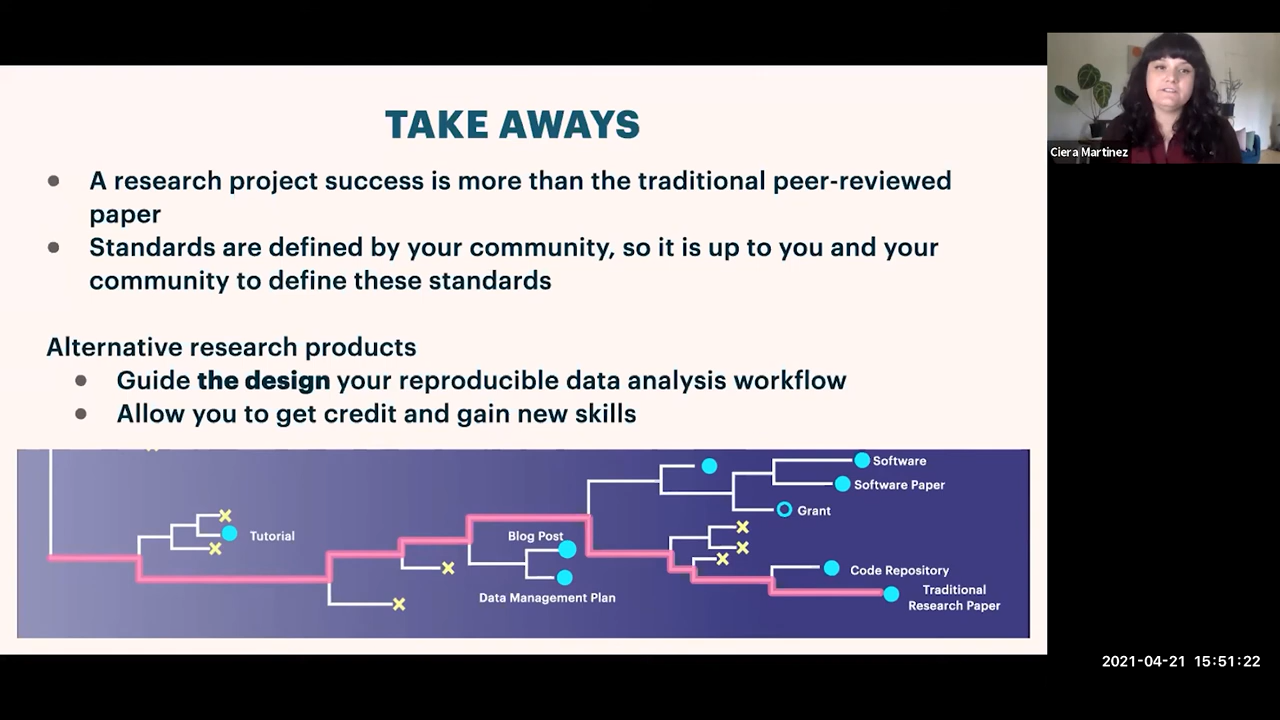 TAKE AWAYS
A research project success is more than the traditional peer-reviewed
paper
Standards are defined by your community, so it is up to you and your
community to define these standards
Alternative research products
Guide the design your reproducible data analysis workflow
Allow you to get credit and gain new skills
Tutorial
Blog Post
Data Management Plan
Software
Software Paper
Grant
Code Repository
Traditional
Research Paper
Ciera Martinez
2021-04-21 15:51:22